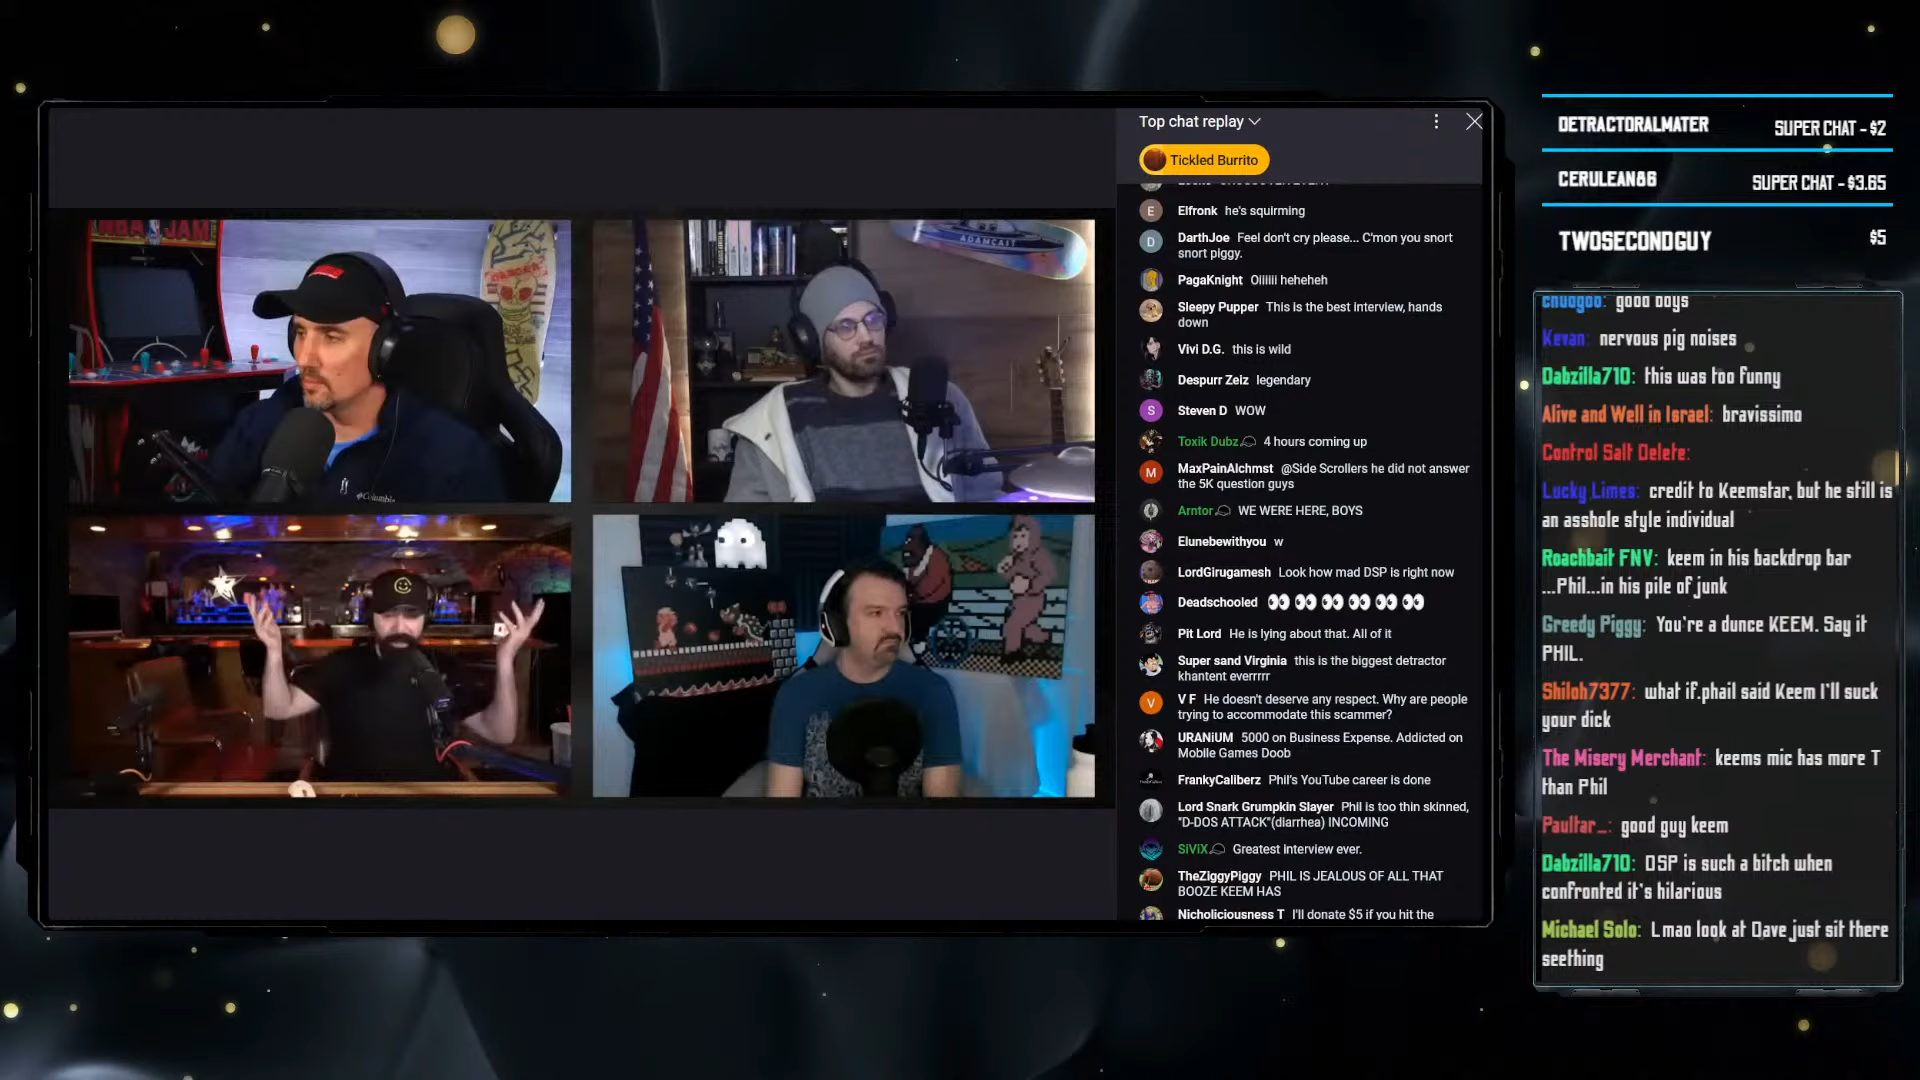 Top chat replay
Tickled Burrito
Elfronk he's squirming
DarthJoe Feel don't cry please... C'mon you snort
snort piggy.
PagaKnight Oiiiiii heheheh
Sleepy Pupper This is the best interview, hands
down
Vivi D.G. this is wild
Despurr Zeiz legendary
S
Steven D WOW
Toxik Dubz 4 hours coming up
M
MaxPainAlchmst @Side Scrollers he did not answer
the 5K question guys
Arntor WE WERE HERE, BOYS
Elunebewithyou w
LordGirugamesh Look how mad DSP is right now
Deadschooled 👀 👀 👀 👀 👀 👀
Pit Lord He is lying about that. All of it
Super sand Virginia this is the biggest detractor
khantent everrrrr
V
V F He doesn't deserve any respect. Why are people
trying to accommodate this scammer?
URANiUM 5000 on Business Expense. Addicted on
Mobile Games Doob
FrankyCaliberz Phil's YouTube career is done
Lord Snark Grumpkin Slayer Phil is too thin skinned,
"D-DOS ATTACK"(diarrhea) INCOMING
SiViX Greatest interview ever.
TheZiggyPiggy PHIL IS JEALOUS OF ALL THAT
BOOZE KEEM HAS
Nicholiciousness T I'll donate $5 if you hit the
E
D
NBA JAM
ADAMCAST
Columbia
DETRACTORALMATER SUPER CHAT - $2
CERULEAN86 SUPER CHAT - $3.65
TWOSECONDGUY $5
chuogoo: good boys
Kevan: nervous pig noises
Dabzilla710: this was too funny
Alive and Well in Israel: bravissimo
Control Salt Delete:
Lucky Limes: credit to Keemstar, but he still is
an asshole style individual
Roachbait FNV: keem in his backdrop bar
...Phil...in his pile of junk
Greedy Piggy: You're a dunce KEEM. Say it
PHIL.
Shiloh7377: what if.phail said Keem I'll suck
your dick
The Misery Merchant: keems mic has more T
than Phil
Paultar_: good guy keem
Dabzilla710: DSP is such a bitch when
confronted it's hilarious
Michael Solo: Lmao look at Dave just sit there
seething